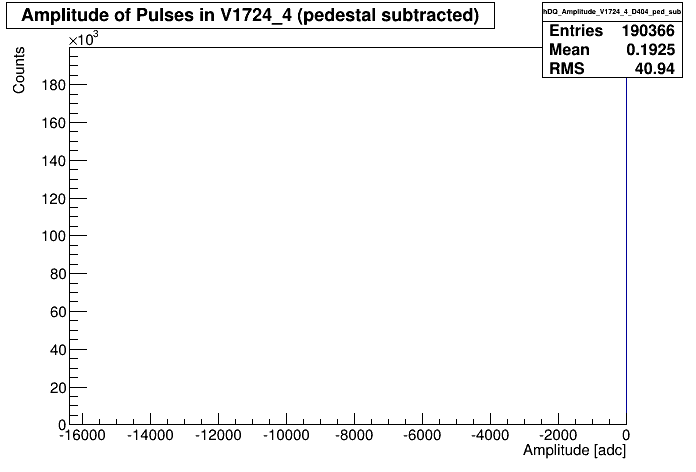 Amplitude of Pulses in V1724_4 (pedestal subtracted)
hDQ_Amplitude_V1724_4_D404_ped_sub
Entries 190366
Mean 0.1925
RMS 40.94
×10³
Counts
180
160
140
120
100
80
60
40
20
0
-16000 -14000 -12000 -10000 -8000 -6000 -4000 -2000 0
Amplitude [adc]